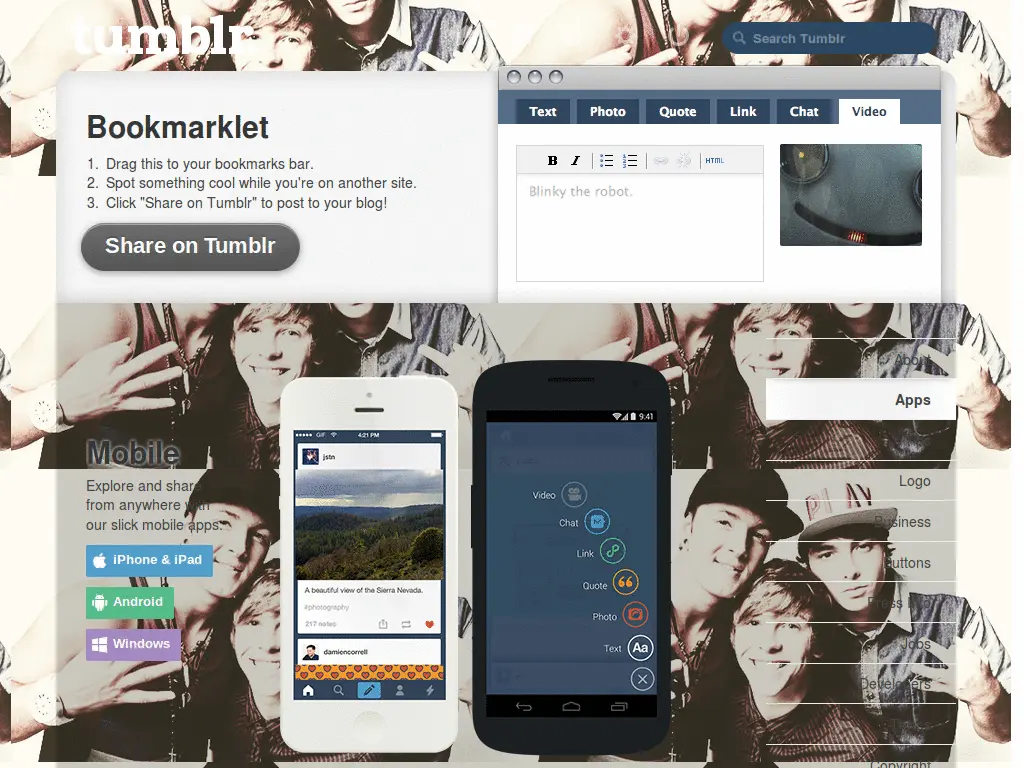 tumblr.
Search Tumblr
Bookmarklet
1. Drag this to your bookmarks bar.
2. Spot something cool while you're on another site.
3. Click "Share on Tumblr" to post to your blog!
Share on Tumblr
Text Photo Quote Link Chat Video
B I HTML
Blinky the robot.
About
Apps
Logo
Business
Buttons
Press
Jobs
Developers
Copyright
Mobile
Explore and share
from anywhere with
our slick mobile apps.
iPhone & iPad
Android
Windows
GIF 4:21 PM
jstn
A beautiful view of the Sierra Nevada.
#photography
217 notes
damiencorrell
9:41
Video
Chat
Link
Quote
Photo
Text Aa